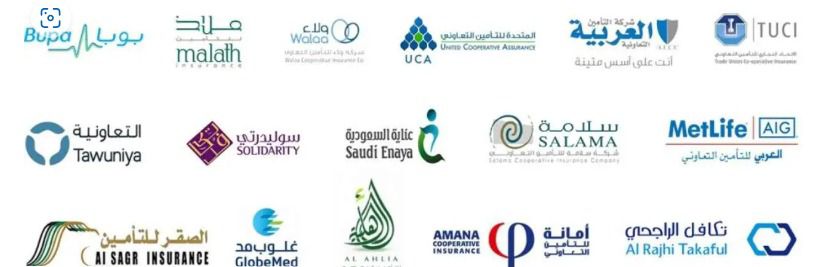 Bupa بوبا
ملاذ
للتأمين
malath
insurance
ولاء
Walaa
شركة ولاء للتأمين التعاوني
Walaa Cooperative Insurance Co
المتحدة للتأمين التعاوني
UNITED COOPERATIVE ASSURANCE
UCA
شركة التأمين
العربية
التعاونية
AICC
أنت على أسس متينة
TUCI
الاتحاد التجاري للتأمين التعاوني
Trade Union Co-operative Insurance
التعاونية
Tawuniya
سوليدرتي
SOLIDARITY
عناية السعودية
Saudi Enaya
سلامة
SALAMA
شركة سلامة للتأمين التعاوني
Salama Cooperative Insurance Company
MetLife AIG
العربي للتأمين التعاوني
الصقر للتأمين
Al SAGR INSURANCE
غلوب مد
GlobeMed
الأهلية
AL AHLIA
AMANA
COOPERATIVE
INSURANCE
أمانة
للتأمين
التعاوني
تكافل الراجحي
Al Rajhi Takaful